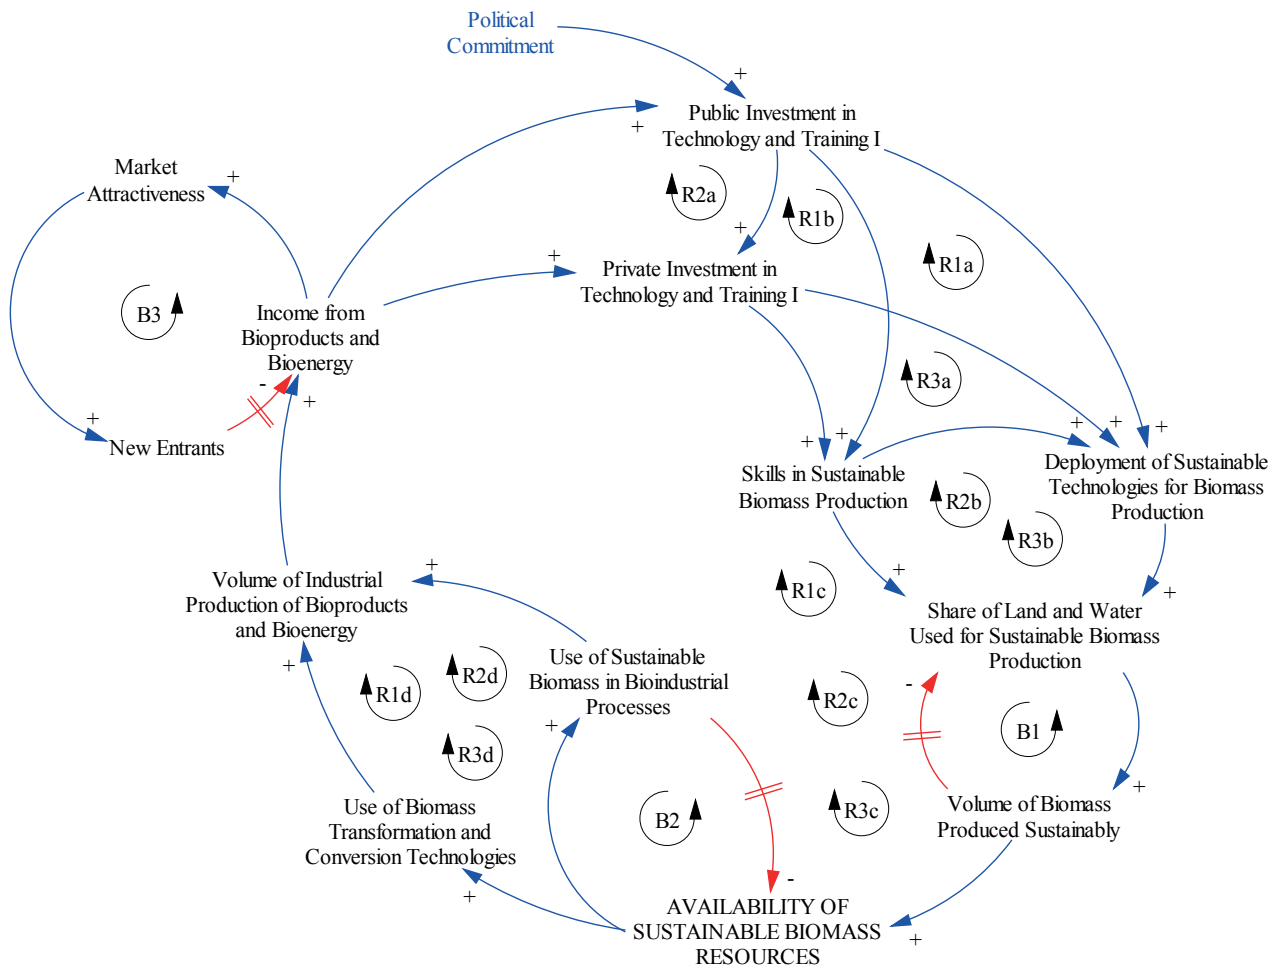 Political
Commitment
+
Public Investment in
Technology and Training I
+
Market
Attractiveness
+
R2a
R1b
+
R1a
Private Investment in
Technology and Training I
+
B3
Income from
Bioproducts and
Bioenergy
R3a
-
+
+
New Entrants
+
+
+
+
+
Skills in Sustainable
Biomass Production
Deployment of Sustainable
Technologies for Biomass
Production
R2b
R3b
+
Volume of Industrial
Production of Bioproducts
and Bioenergy
R1c
+
+
Share of Land and Water
Used for Sustainable Biomass
Production
+
R1d
R2d
R3d
Use of Sustainable
Biomass in Bioindustrial
Processes
+
R2c
-
B1
+
Use of Biomass
Transformation and
Conversion Technologies
+
B2
R3c
Volume of Biomass
Produced Sustainably
-
AVAILABILITY OF
SUSTAINABLE BIOMASS
RESOURCES
+